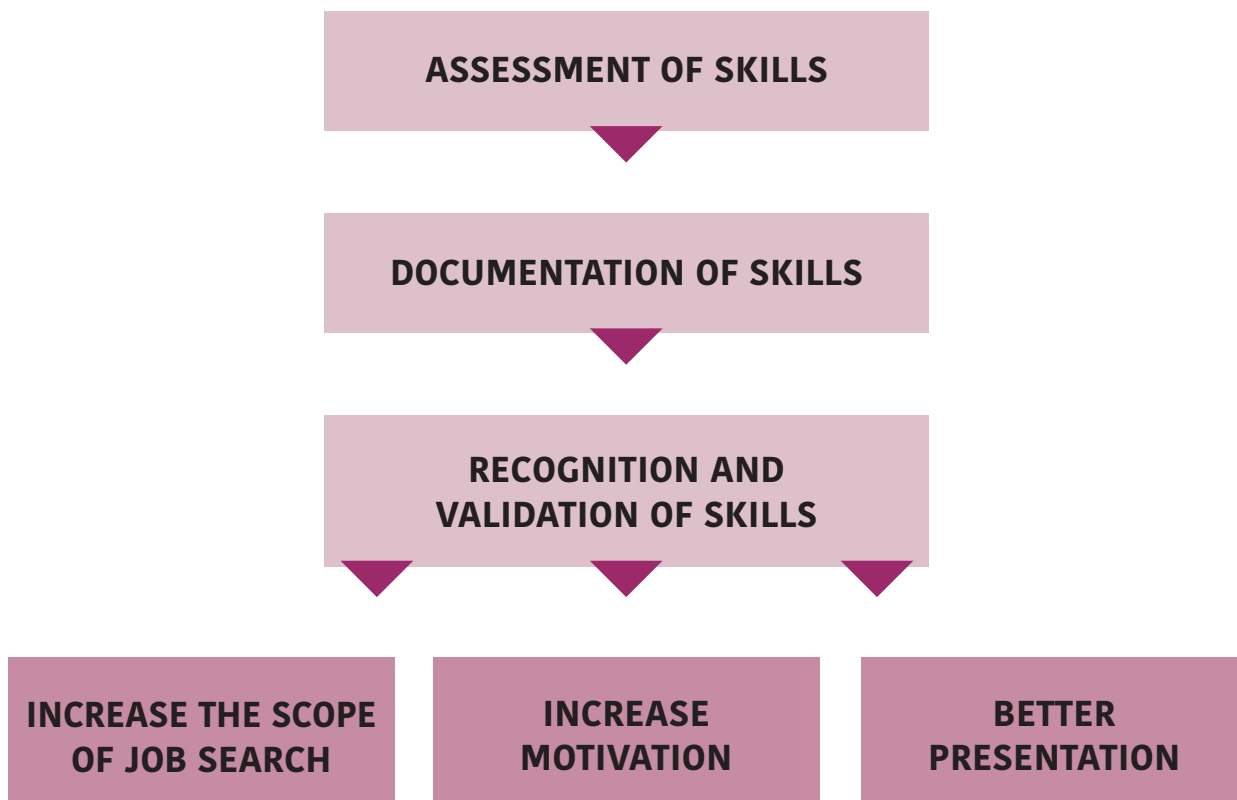 ASSESSMENT OF SKILLS
DOCUMENTATION OF SKILLS
RECOGNITION AND
VALIDATION OF SKILLS
INCREASE THE SCOPE
OF JOB SEARCH
INCREASE
MOTIVATION
BETTER
PRESENTATION